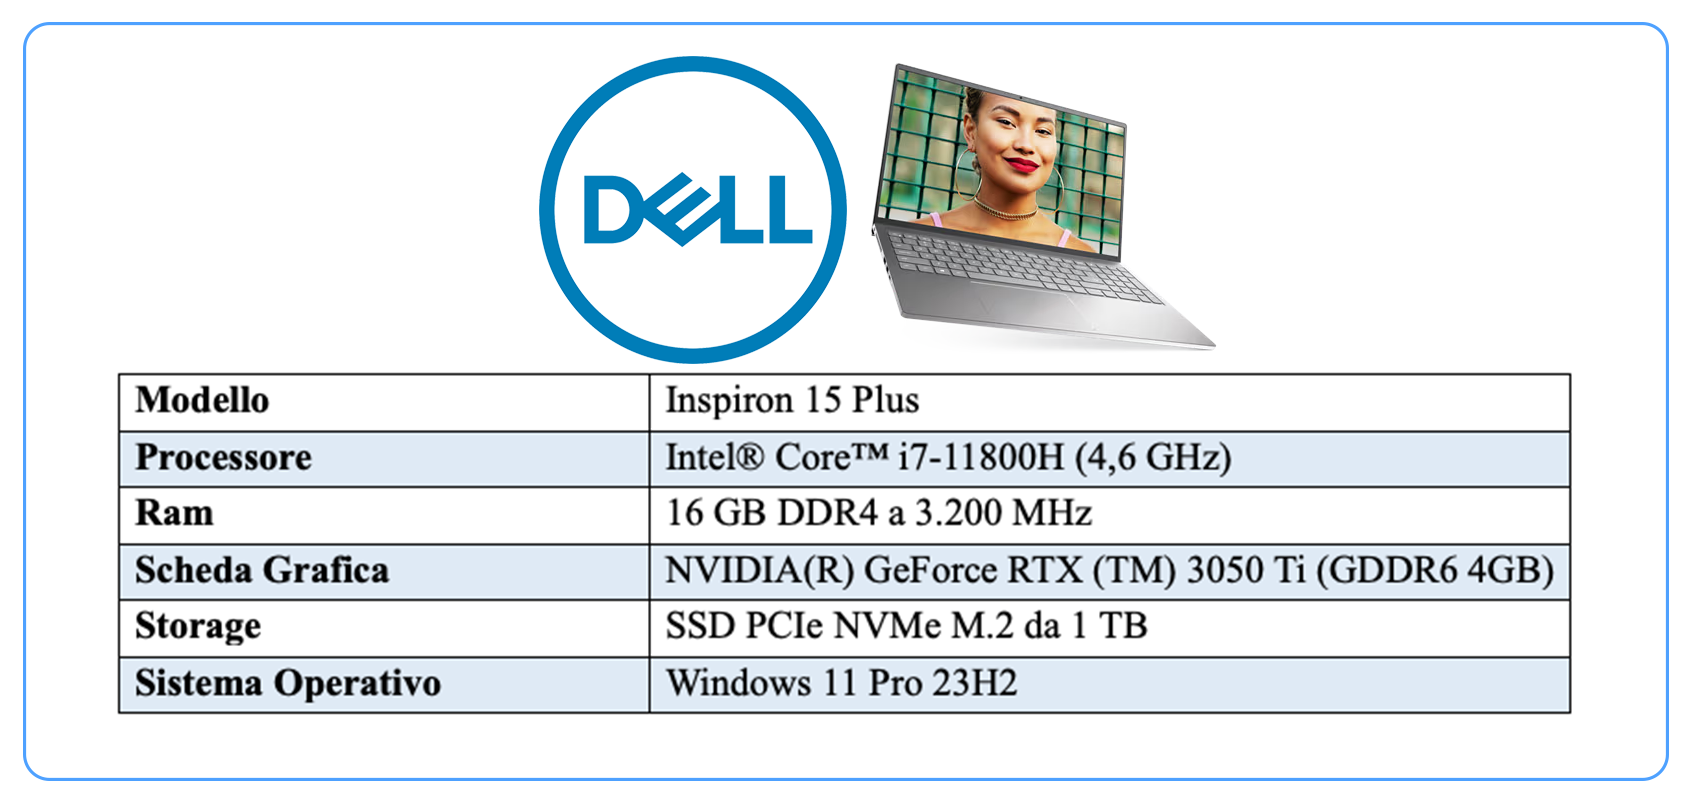 DELL
Modello Inspiron 15 Plus
Processore Intel® Core™ i7-11800H (4,6 GHz)
Ram 16 GB DDR4 a 3.200 MHz
Scheda Grafica NVIDIA(R) GeForce RTX (TM) 3050 Ti (GDDR6 4GB)
Storage SSD PCIe NVMe M.2 da 1 TB
Sistema Operativo Windows 11 Pro 23H2